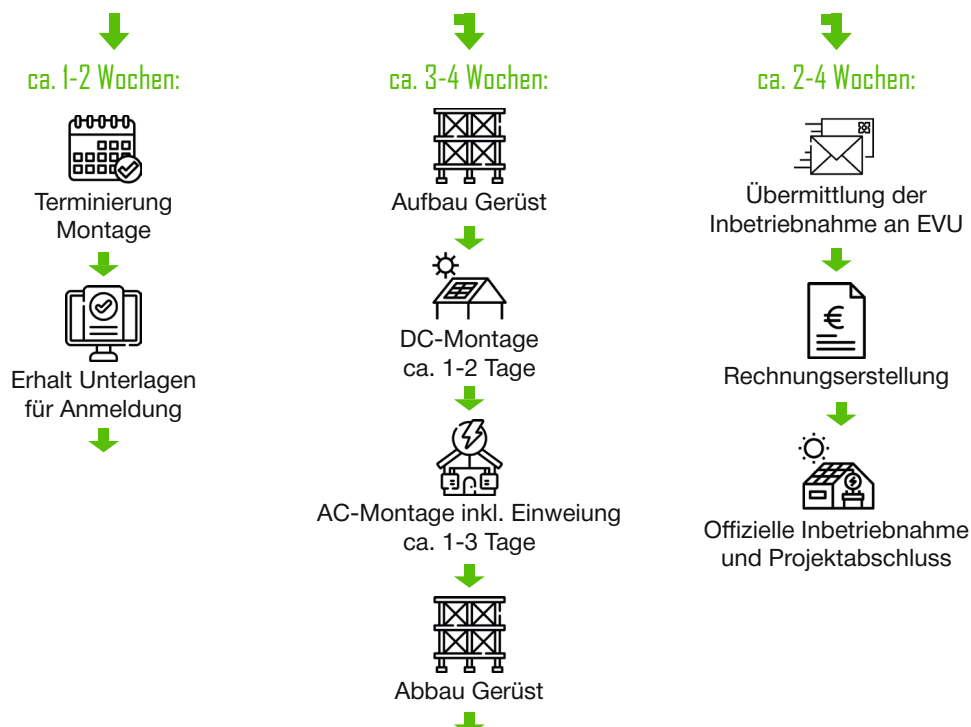 ca. 1-2 Wochen:
Terminierung
Montage
Erhalt Unterlagen
für Anmeldung
ca. 3-4 Wochen:
Aufbau Gerüst
DC-Montage
ca. 1-2 Tage
AC-Montage inkl. Einweiung
ca. 1-3 Tage
Abbau Gerüst
ca. 2-4 Wochen:
Übermittlung der
Inbetriebnahme an EVU
€
Rechnungserstellung
Offizielle Inbetriebnahme
und Projektabschluss